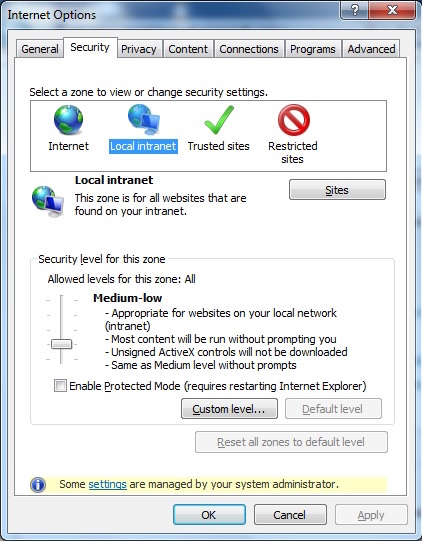 Internet Options
General Security Privacy Content Connections Programs Advanced
Select a zone to view or change security settings.
Internet Local intranet Trusted sites Restricted
sites
Local intranet
Sites
This zone is for all websites that are
found on your intranet.
Security level for this zone
Allowed levels for this zone: All
Medium-low
- Appropriate for websites on your local network
(intranet)
- Most content will be run without prompting you
- Unsigned ActiveX controls will not be downloaded
- Same as Medium level without prompts
Enable Protected Mode (requires restarting Internet Explorer)
Custom level... Default level
Reset all zones to default level
Some settings are managed by your system administrator.
OK Cancel Apply